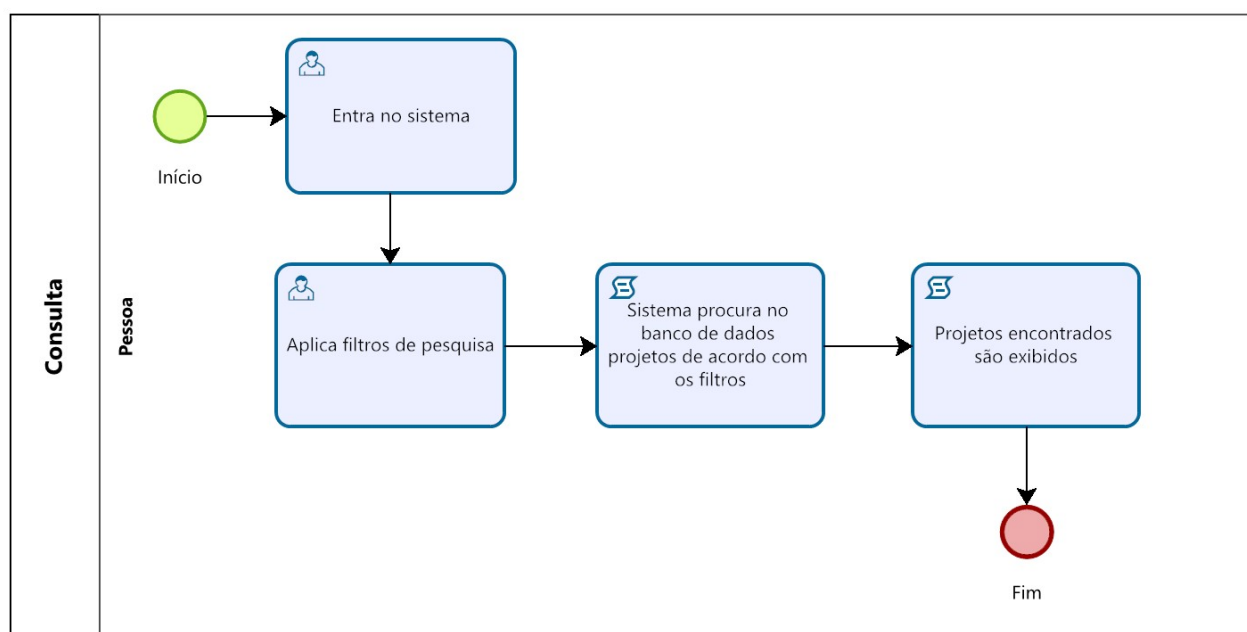 Consulta
Pessoa
Início
Entra no sistema
Aplica filtros de pesquisa
Sistema procura no
banco de dados
projetos de acordo com
os filtros
Projetos encontrados
são exibidos
Fim